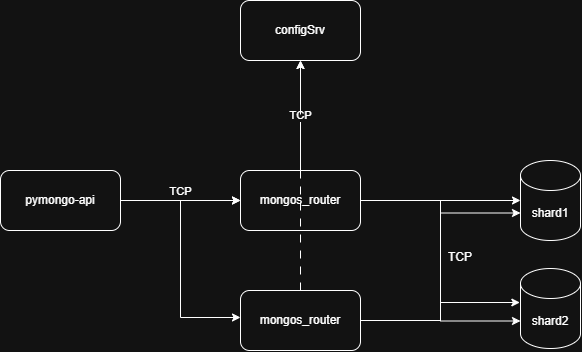 configSrv
TCP
pymongo-api
TCP
mongos_router
shard1
TCP
mongos_router
shard2